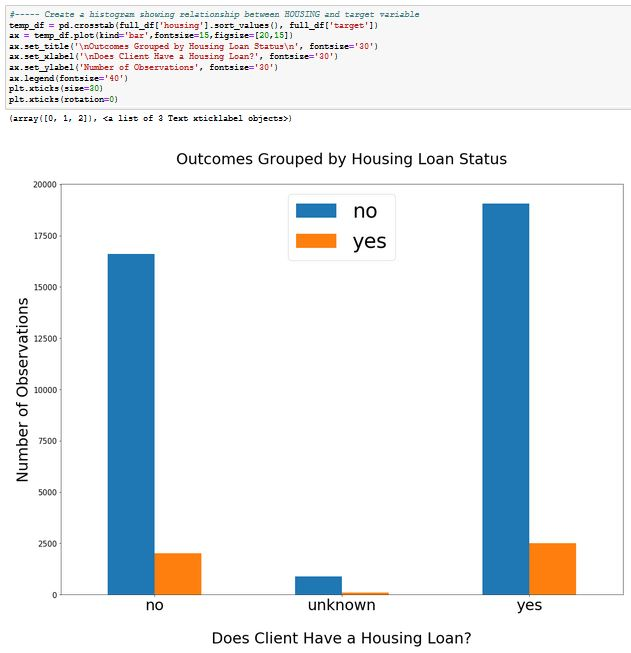 #----- Create a histogram showing relationship between HOUSING and target variable
temp_df = pd.crosstab(full_df['housing'].sort_values(), full_df['target'])
ax = temp_df.plot(kind='bar',fontsize=15,figsize=[20,15])
ax.set_title('\nOutcomes Grouped by Housing Loan Status\n', fontsize='30')
ax.set_xlabel('\nDoes Client Have a Housing Loan?', fontsize='30')
ax.set_ylabel('Number of Observations', fontsize='30')
ax.legend(fontsize='40')
plt.xticks(size=30)
plt.xticks(rotation=0)
(array([0, 1, 2]), <a list of 3 Text xticklabel objects>)
Outcomes Grouped by Housing Loan Status
20000
17500
15000
12500
10000
7500
5000
2500
0
Number of Observations
no
yes
no
unknown
yes
Does Client Have a Housing Loan?